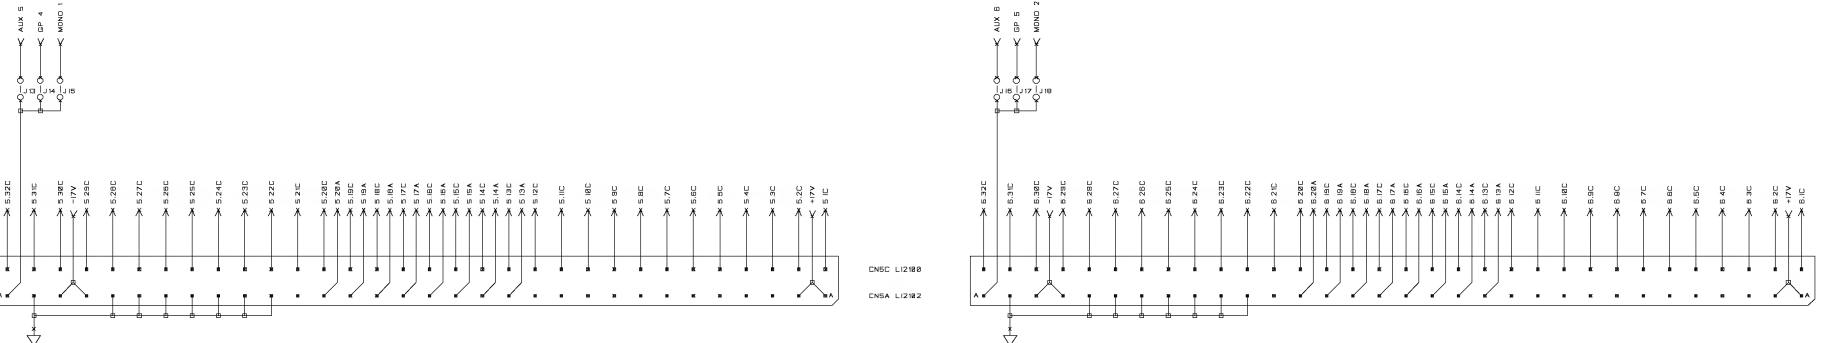 AUX 5
GP 4
MONO 1
AUX 6
GP 5
MONO 2
J13 J14 J15
J16 J17 J18
5.32C
5.31C
5.30C
-17V
5.29C
5.28C
5.27C
5.26C
5.25C
5.24C
5.23C
5.22C
5.21C
5.20C
5.20A
5.19C
5.19A
5.18C
5.18A
5.17C
5.17A
5.16C
5.16A
5.15C
5.15A
5.14C
5.14A
5.13C
5.13A
5.12C
5.11C
5.10C
5.9C
5.8C
5.7C
5.6C
5.5C
5.4C
5.3C
5.2C
+17V
5.1C
6.32C
6.31C
6.30C
-17V
6.29C
6.28C
6.27C
6.26C
6.25C
6.24C
6.23C
6.22C
6.21C
6.20C
6.20A
6.19C
6.19A
6.18C
6.18A
6.17C
6.17A
6.16C
6.16A
6.15C
6.15A
6.14C
6.14A
6.13C
6.13A
6.12C
6.11C
6.10C
6.9C
6.8C
6.7C
6.6C
6.5C
6.4C
6.3C
6.2C
+17V
6.1C
CN5C L12100
A A CN5A L12102 A A